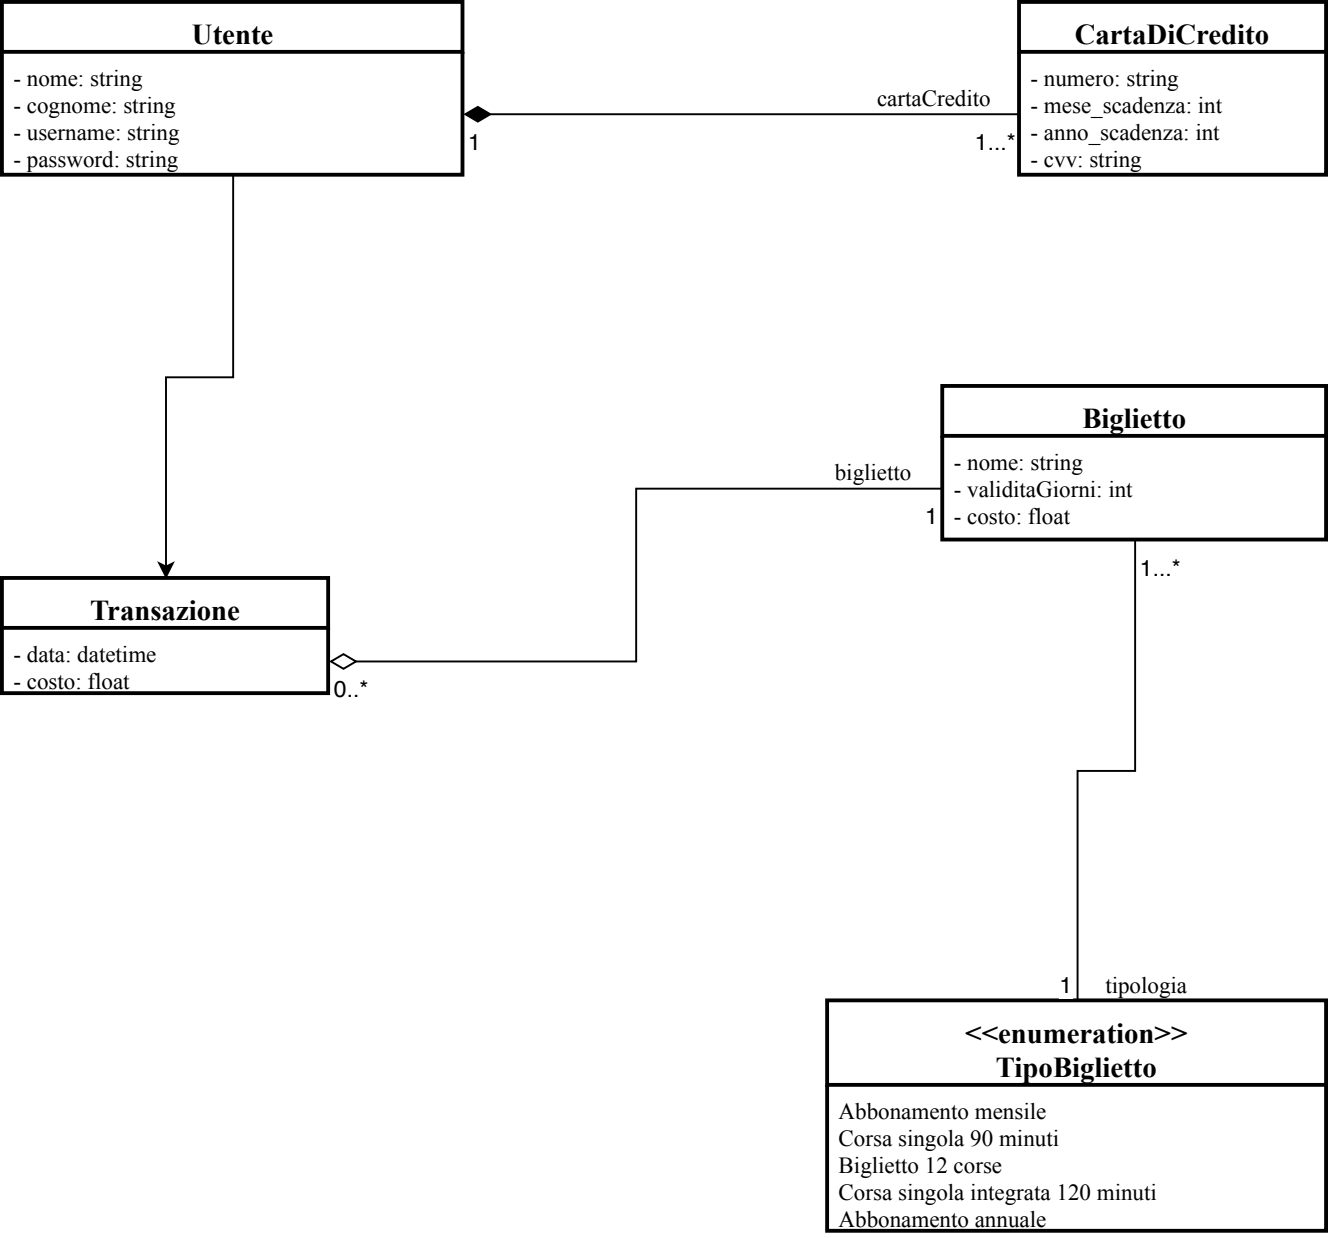 Utente
- nome: string
- cognome: string
- username: string
- password: string
cartaCredito
1
1...*
CartaDiCredito
- numero: string
- mese_scadenza: int
- anno_scadenza: int
- cvv: string
Biglietto
- nome: string
- validitaGiorni: int
- costo: float
biglietto
1
1...*
Transazione
- data: datetime
- costo: float
0..*
1
tipologia
<<enumeration>>
TipoBiglietto
Abbonamento mensile
Corsa singola 90 minuti
Biglietto 12 corse
Corsa singola integrata 120 minuti
Abbonamento annuale